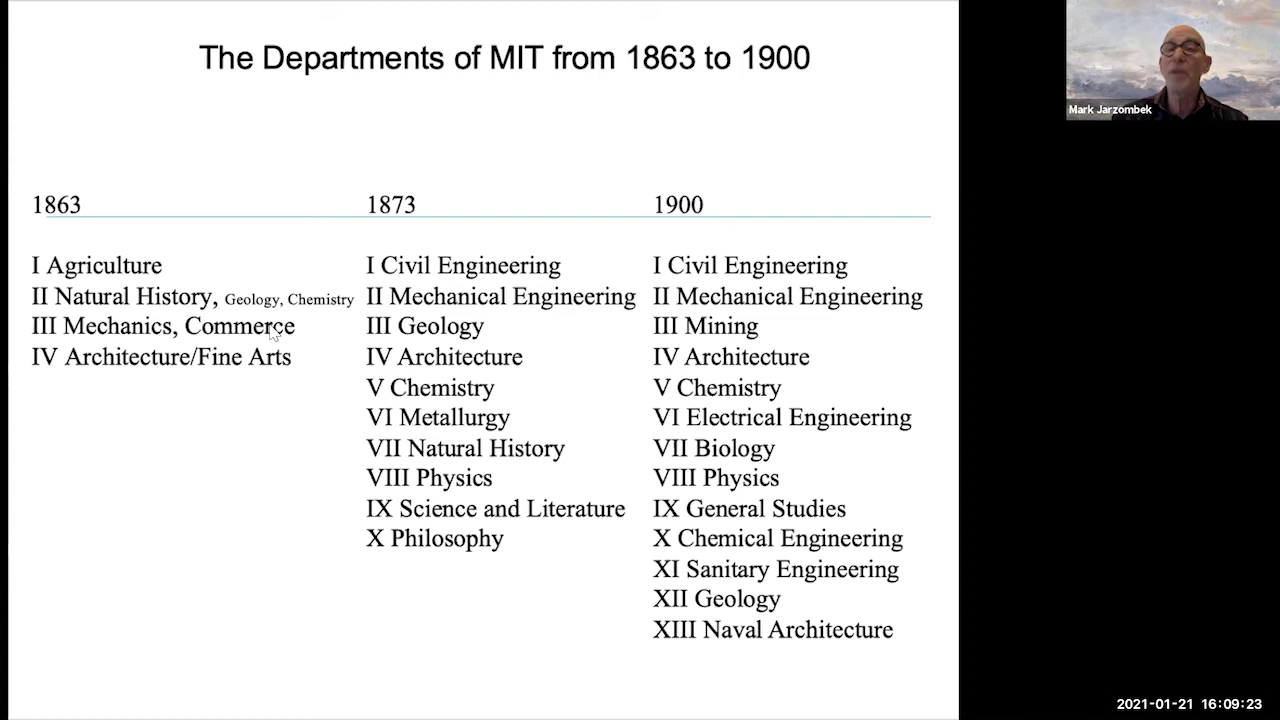 The Departments of MIT from 1863 to 1900
Mark Jarzombek
1863
I Agriculture
II Natural History, Geology, Chemistry
III Mechanics, Commerce
IV Architecture/Fine Arts
1873
I Civil Engineering
II Mechanical Engineering
III Geology
IV Architecture
V Chemistry
VI Metallurgy
VII Natural History
VIII Physics
IX Science and Literature
X Philosophy
1900
I Civil Engineering
II Mechanical Engineering
III Mining
IV Architecture
V Chemistry
VI Electrical Engineering
VII Biology
VIII Physics
IX General Studies
X Chemical Engineering
XI Sanitary Engineering
XII Geology
XIII Naval Architecture
2021-01-21 16:09:23